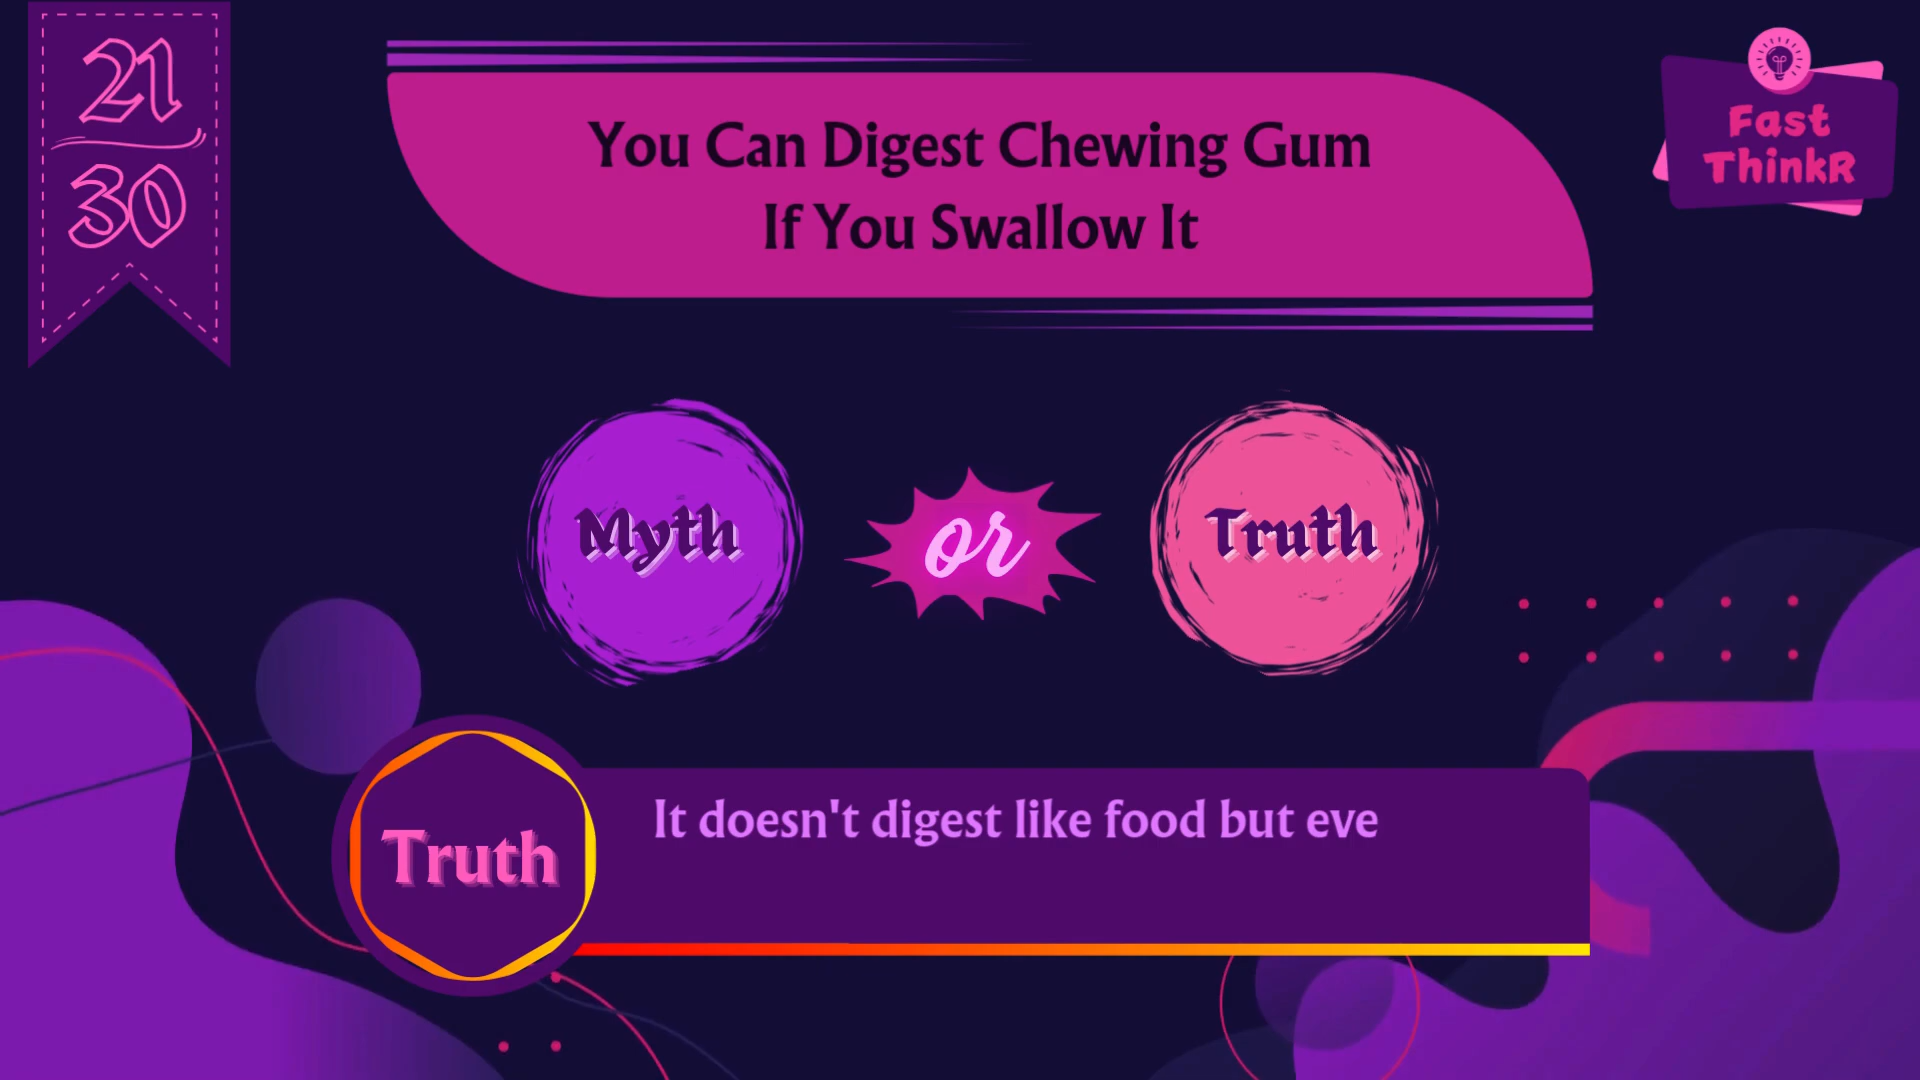 21
30
You Can Digest Chewing Gum
If You Swallow It
Fast
ThinkR
Myth
or
Truth
Truth
It doesn't digest like food but eve